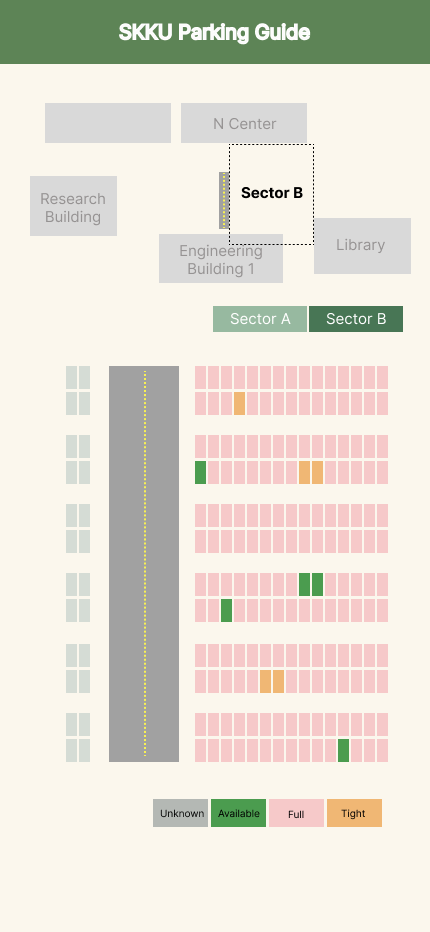 SKKU Parking Guide
N Center
Sector B
Research
Building
Engineering
Building 1
Library
Sector A
Sector B
Unknown
Available
Full
Tight